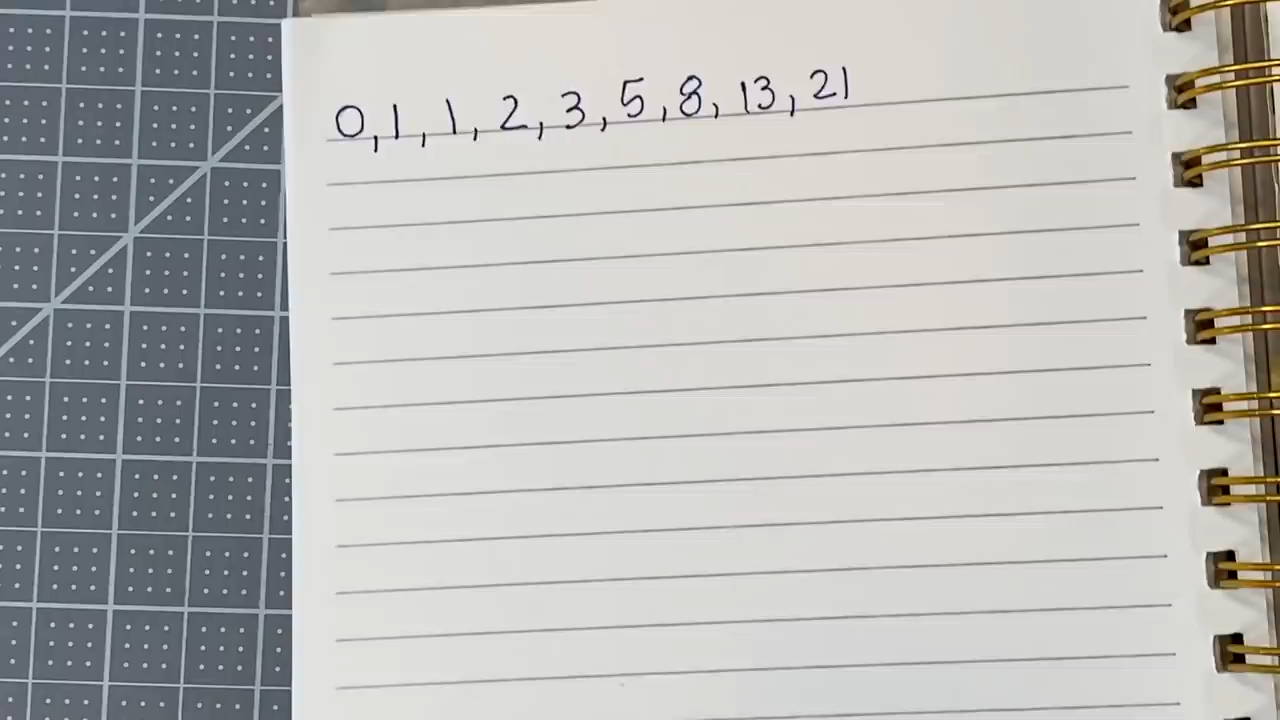 0, 1, 1, 2, 3, 5, 8, 13, 21